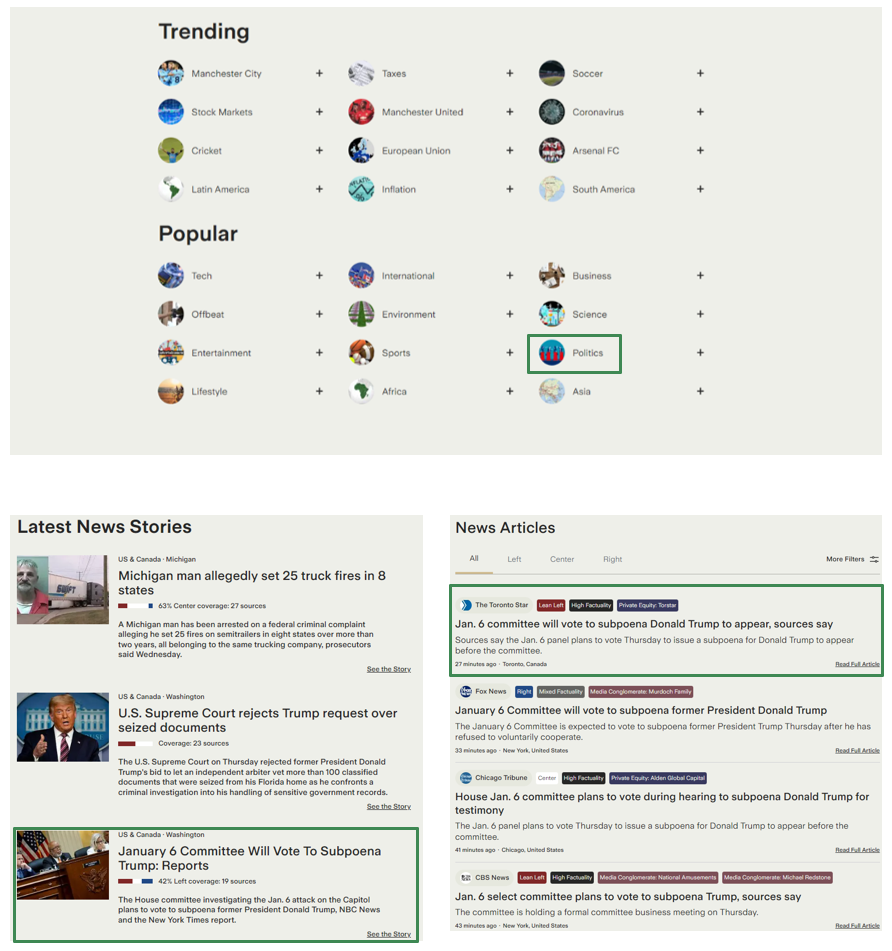 Trending
Manchester City + Taxes + Soccer +
Stock Markets + Manchester United + Coronavirus +
Cricket + European Union + Arsenal FC +
Latin America + Inflation + South America +
Popular
Tech + International + Business +
Offbeat + Environment + Science +
Entertainment + Sports + Politics +
Lifestyle + Africa + Asia +
Latest News Stories
US & Canada · Michigan
Michigan man allegedly set 25 truck fires in 8
states
63% Center coverage: 27 sources
A Michigan man has been arrested on a federal criminal complaint
alleging he set 25 fires on semitrailers in eight states over more than
two years, all belonging to the same trucking company, prosecutors
said Wednesday.
See the Story
US & Canada · Washington
U.S. Supreme Court rejects Trump request over
seized documents
Coverage: 23 sources
The U.S. Supreme Court on Thursday rejected former President Donald
Trump's bid to let an independent arbiter vet more than 100 classified
documents that were seized from his Florida home as he confronts a
criminal investigation into his handling of sensitive government records.
See the Story
US & Canada · Washington
January 6 Committee Will Vote To Subpoena
Trump: Reports
42% Left coverage: 19 sources
The House committee investigating the Jan. 6 attack on the Capitol
plans to vote to subpoena former President Donald Trump, NBC News
and the New York Times report.
See the Story
News Articles
All Left Center Right More Filters
The Toronto Star Lean Left High Factuality Private Equity: Torstar
Jan. 6 committee will vote to subpoena Donald Trump to appear, sources say
Sources say the Jan. 6 panel plans to vote Thursday to issue a subpoena for Donald Trump to appear
before the committee.
27 minutes ago · Toronto, Canada Read Full Article
Fox News Right Mixed Factuality Media Conglomerate: Murdoch Family
January 6 Committee will vote to subpoena former President Donald Trump
The January 6 Committee is expected to vote to subpoena former President Trump Thursday after he has
refused to voluntarily cooperate.
33 minutes ago · New York, United States Read Full Article
Chicago Tribune Center High Factuality Private Equity: Alden Global Capital
House Jan. 6 committee plans to vote during hearing to subpoena Donald Trump for
testimony
The Jan. 6 panel plans to vote Thursday to issue a subpoena for Donald Trump to appear before the
committee.
41 minutes ago · Chicago, United States Read Full Article
CBS News Lean Left High Factuality Media Conglomerate: National Amusements Media Conglomerate: Michael Redstone
Jan. 6 select committee plans to vote to subpoena Trump, sources say
The committee is holding a formal committee business meeting on Thursday.
43 minutes ago · New York, United States Read Full Article